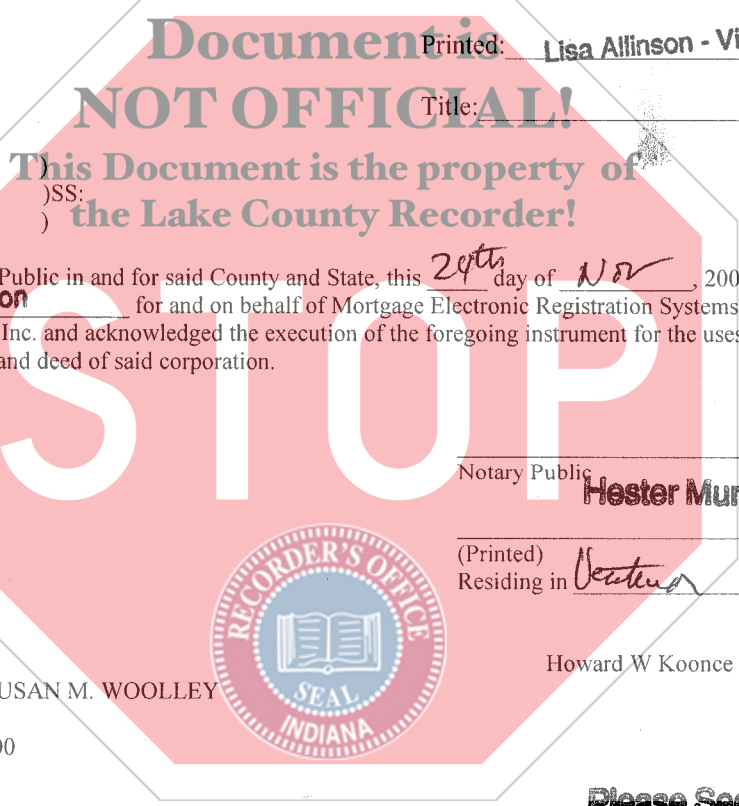 Document is
NOT OFFICIAL!
This Document is the property of
the Lake County Recorder!
Printed: Lisa Allinson - Vi
Title:
)
)SS:
)
Public in and for said County and State, this 24th day of Nov, 200
on for and on behalf of Mortgage Electronic Registration Systems
Inc. and acknowledged the execution of the foregoing instrument for the uses
and deed of said corporation.
STOP
Notary Public
Hester Mur
(Printed)
Residing in Ventura
RECORDER'S OFFICE
SEAL
INDIANA
Howard W Koonce
USAN M. WOOLLEY
00
Please See